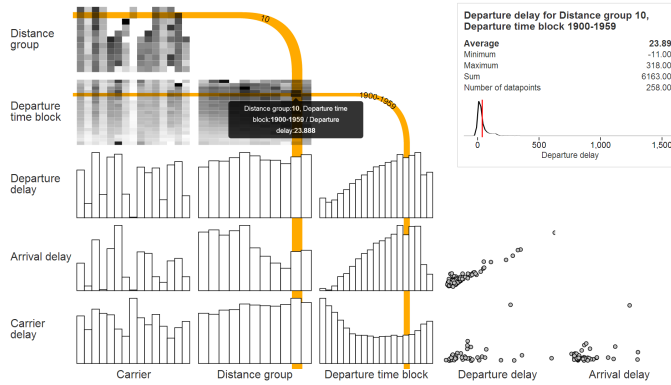 Distance
group
10
Departure delay for Distance group 10,
Departure time block 1900-1959
Average 23.89
Minimum -11.00
Maximum 318.00
Sum 6163.00
Number of datapoints 258.00
0 500 1,000 1,500
Departure delay
Departure
time block
1900-1959
Distance group:10, Departure time
block:1900-1959 / Departure
delay:23.888
Departure
delay
Arrival delay
Carrier
delay
Carrier Distance group Departure time block Departure delay Arrival delay